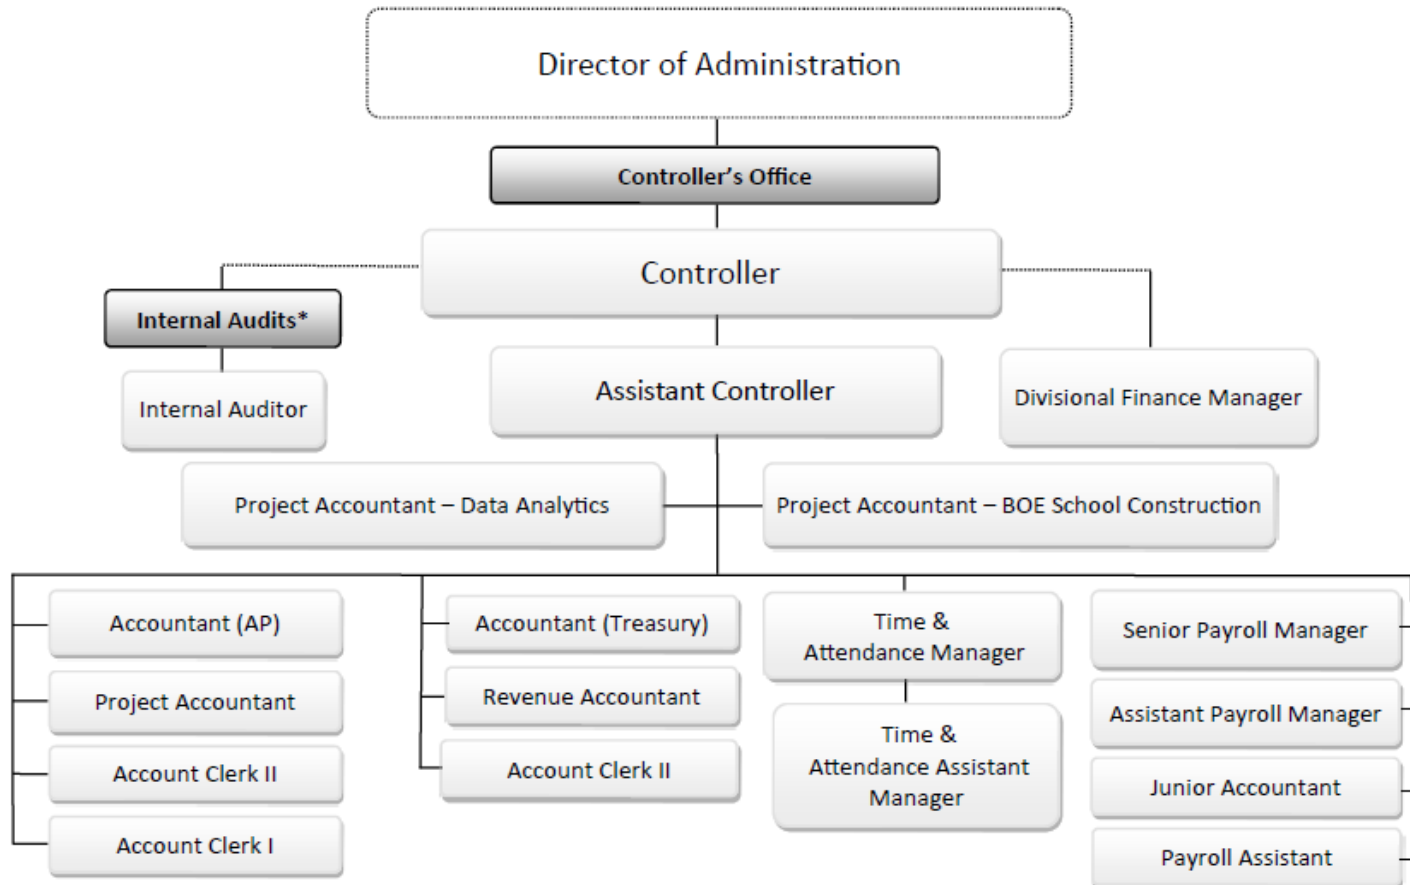 Director of Administration
Controller’s Office
Controller
Internal Audits*
Internal Auditor
Assistant Controller
Divisional Finance Manager
Project Accountant – Data Analytics
Project Accountant – BOE School Construction
Accountant (AP)
Project Accountant
Account Clerk II
Account Clerk I
Accountant (Treasury)
Revenue Accountant
Account Clerk II
Time &
Attendance Manager
Time &
Attendance Assistant
Manager
Senior Payroll Manager
Assistant Payroll Manager
Junior Accountant
Payroll Assistant